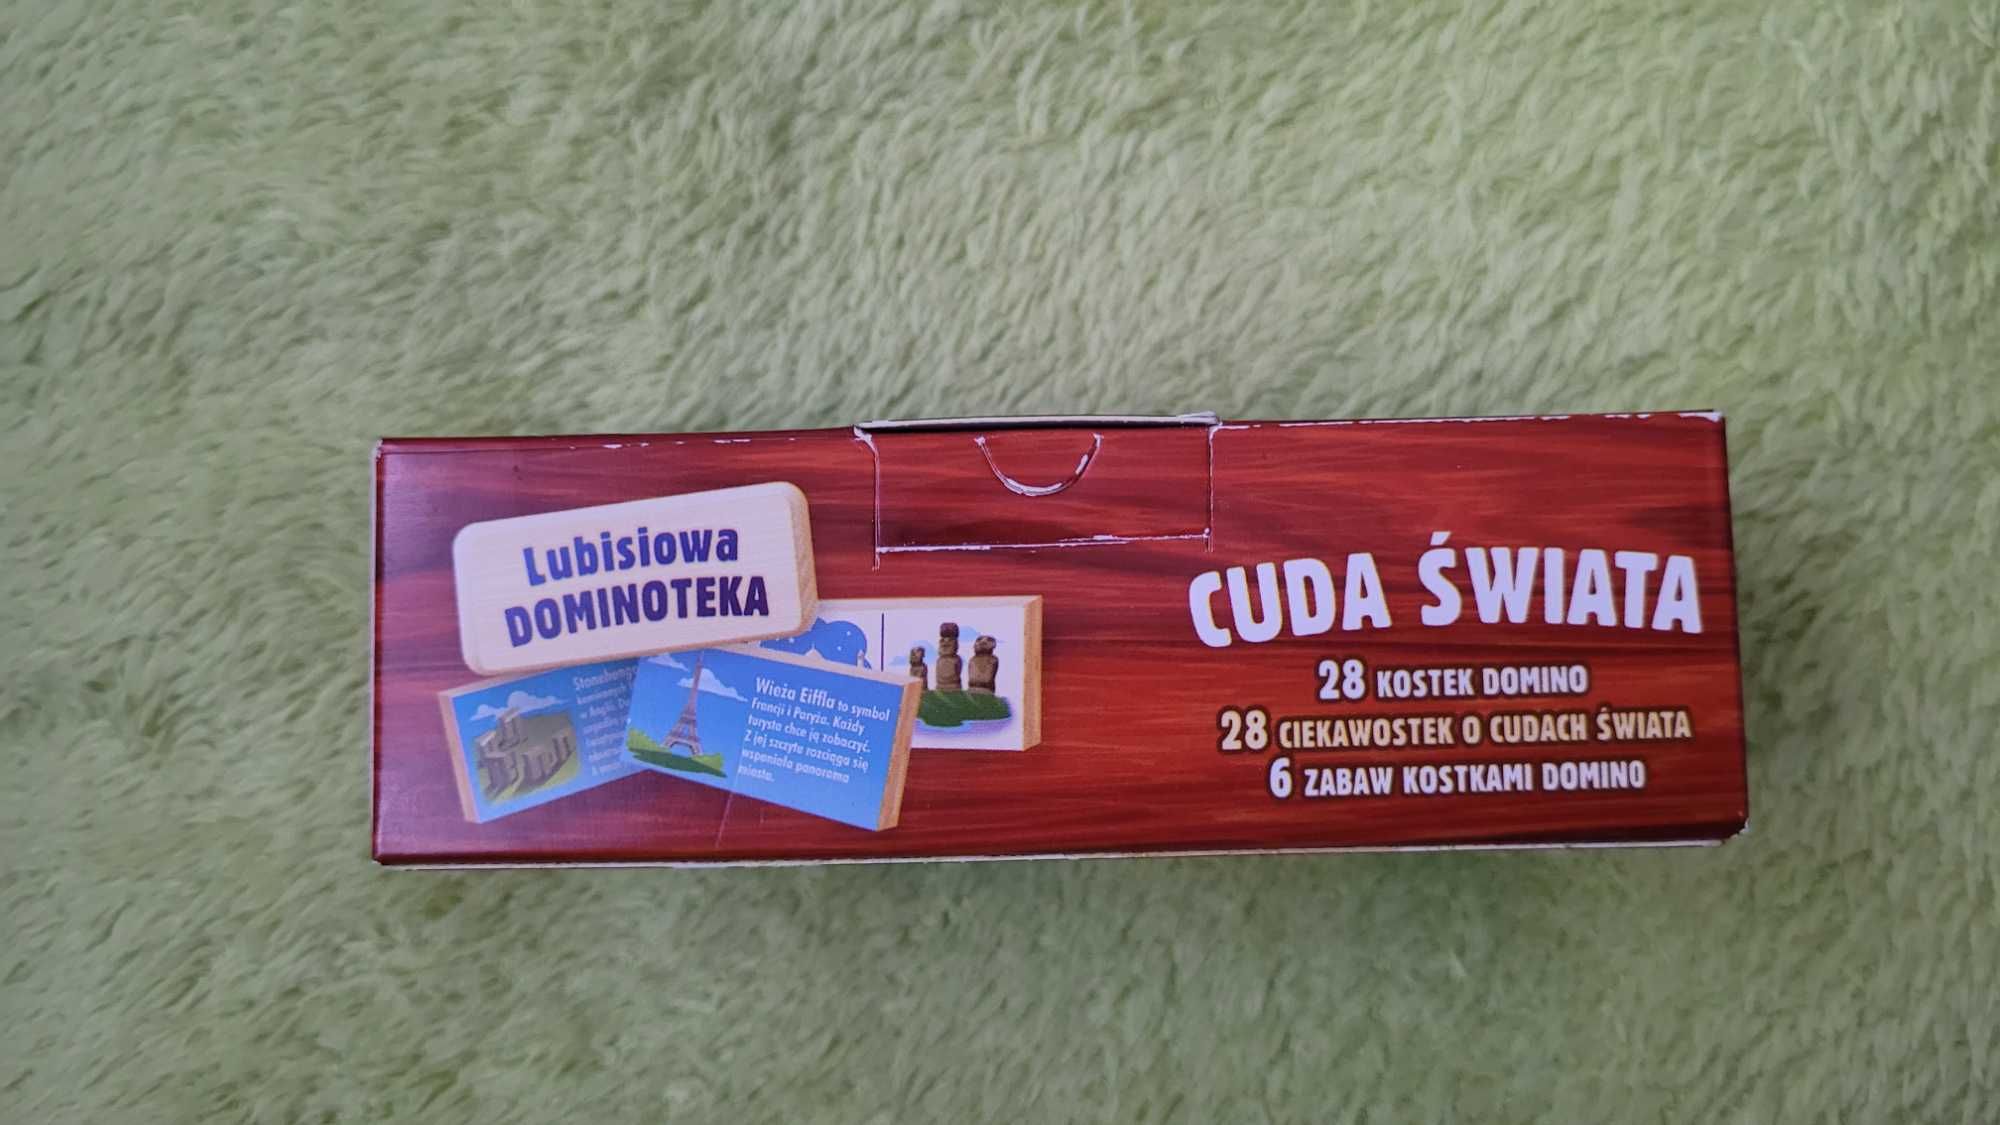 Lubisiowa
DOMINOTEKA
Wieża Eiffla to symbol
Francji i Paryża. Każdy
turysta chce ją zobaczyć.
Z jej szczytu rozciąga się
wspaniała panorama
miasta.
CUDA ŚWIATA
28 KOSTEK DOMINO
28 CIEKAWOSTEK O CUDACH ŚWIATA
6 ZABAW KOSTKAMI DOMINO